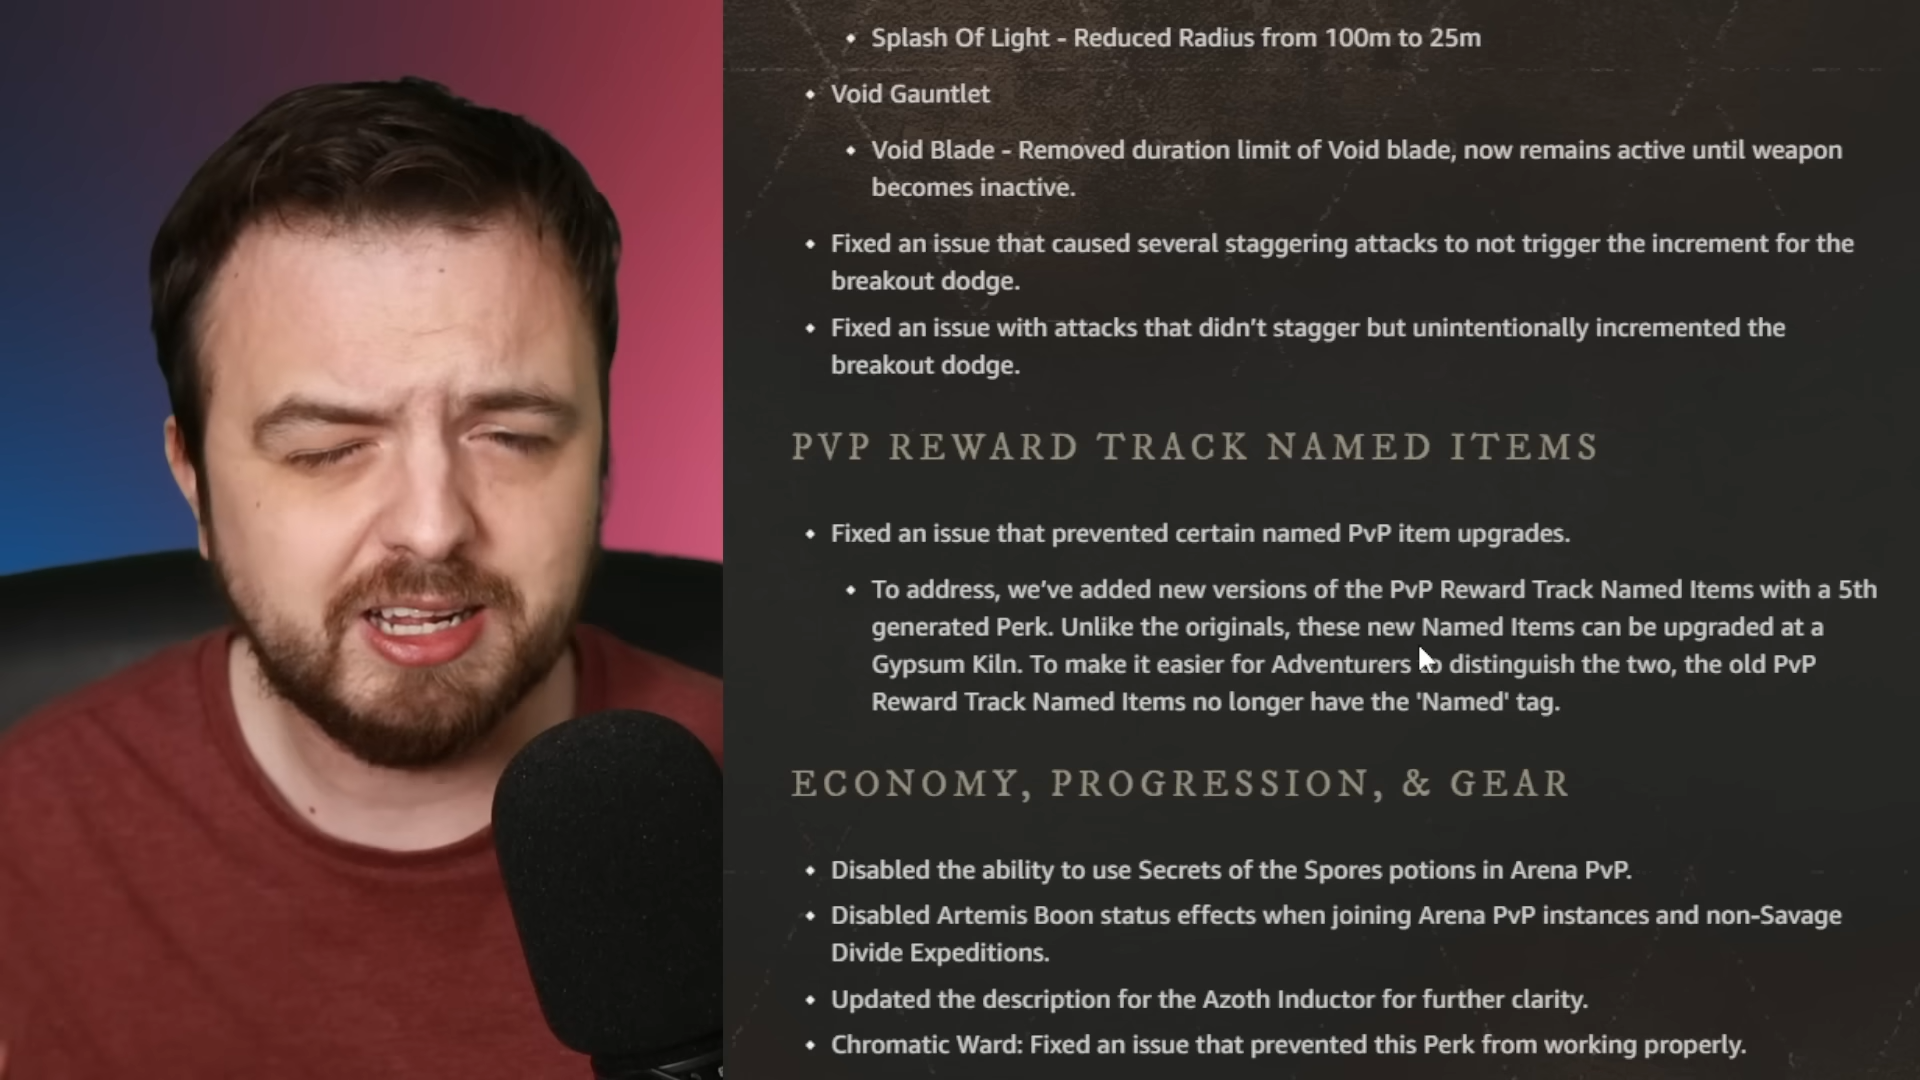 Splash Of Light - Reduced Radius from 100m to 25m
Void Gauntlet
Void Blade - Removed duration limit of Void blade, now remains active until weapon
becomes inactive.
Fixed an issue that caused several staggering attacks to not trigger the increment for the
breakout dodge.
Fixed an issue with attacks that didn’t stagger but unintentionally incremented the
breakout dodge.
PVP REWARD TRACK NAMED ITEMS
Fixed an issue that prevented certain named PvP item upgrades.
To address, we’ve added new versions of the PvP Reward Track Named Items with a 5th
generated Perk. Unlike the originals, these new Named Items can be upgraded at a
Gypsum Kiln. To make it easier for Adventurers to distinguish the two, the old PvP
Reward Track Named Items no longer have the 'Named' tag.
ECONOMY, PROGRESSION, & GEAR
Disabled the ability to use Secrets of the Spores potions in Arena PvP.
Disabled Artemis Boon status effects when joining Arena PvP instances and non-Savage
Divide Expeditions.
Updated the description for the Azoth Inductor for further clarity.
Chromatic Ward: Fixed an issue that prevented this Perk from working properly.